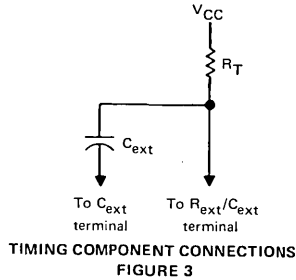 VCC
RT
Cext
To Cext
terminal
To Rext/Cext
terminal
TIMING COMPONENT CONNECTIONS
FIGURE 3